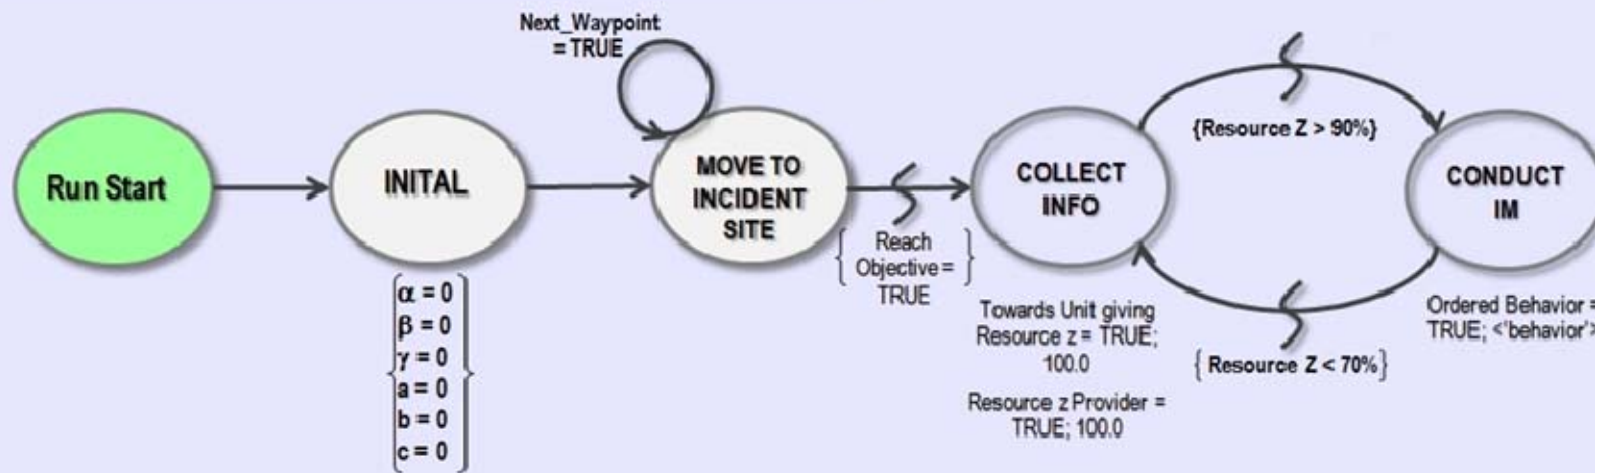 Next_Waypoint
= TRUE
Run Start
INITAL
α = 0
β = 0
γ = 0
a = 0
b = 0
c = 0
MOVE TO
INCIDENT
SITE
{ Reach
Objective =
TRUE }
COLLECT
INFO
Towards Unit giving
Resource z = TRUE;
100.0
Resource z Provider =
TRUE; 100.0
{Resource Z > 90%}
{ Resource Z < 70%}
CONDUCT
IM
Ordered Behavior =
TRUE; <'behavior'>